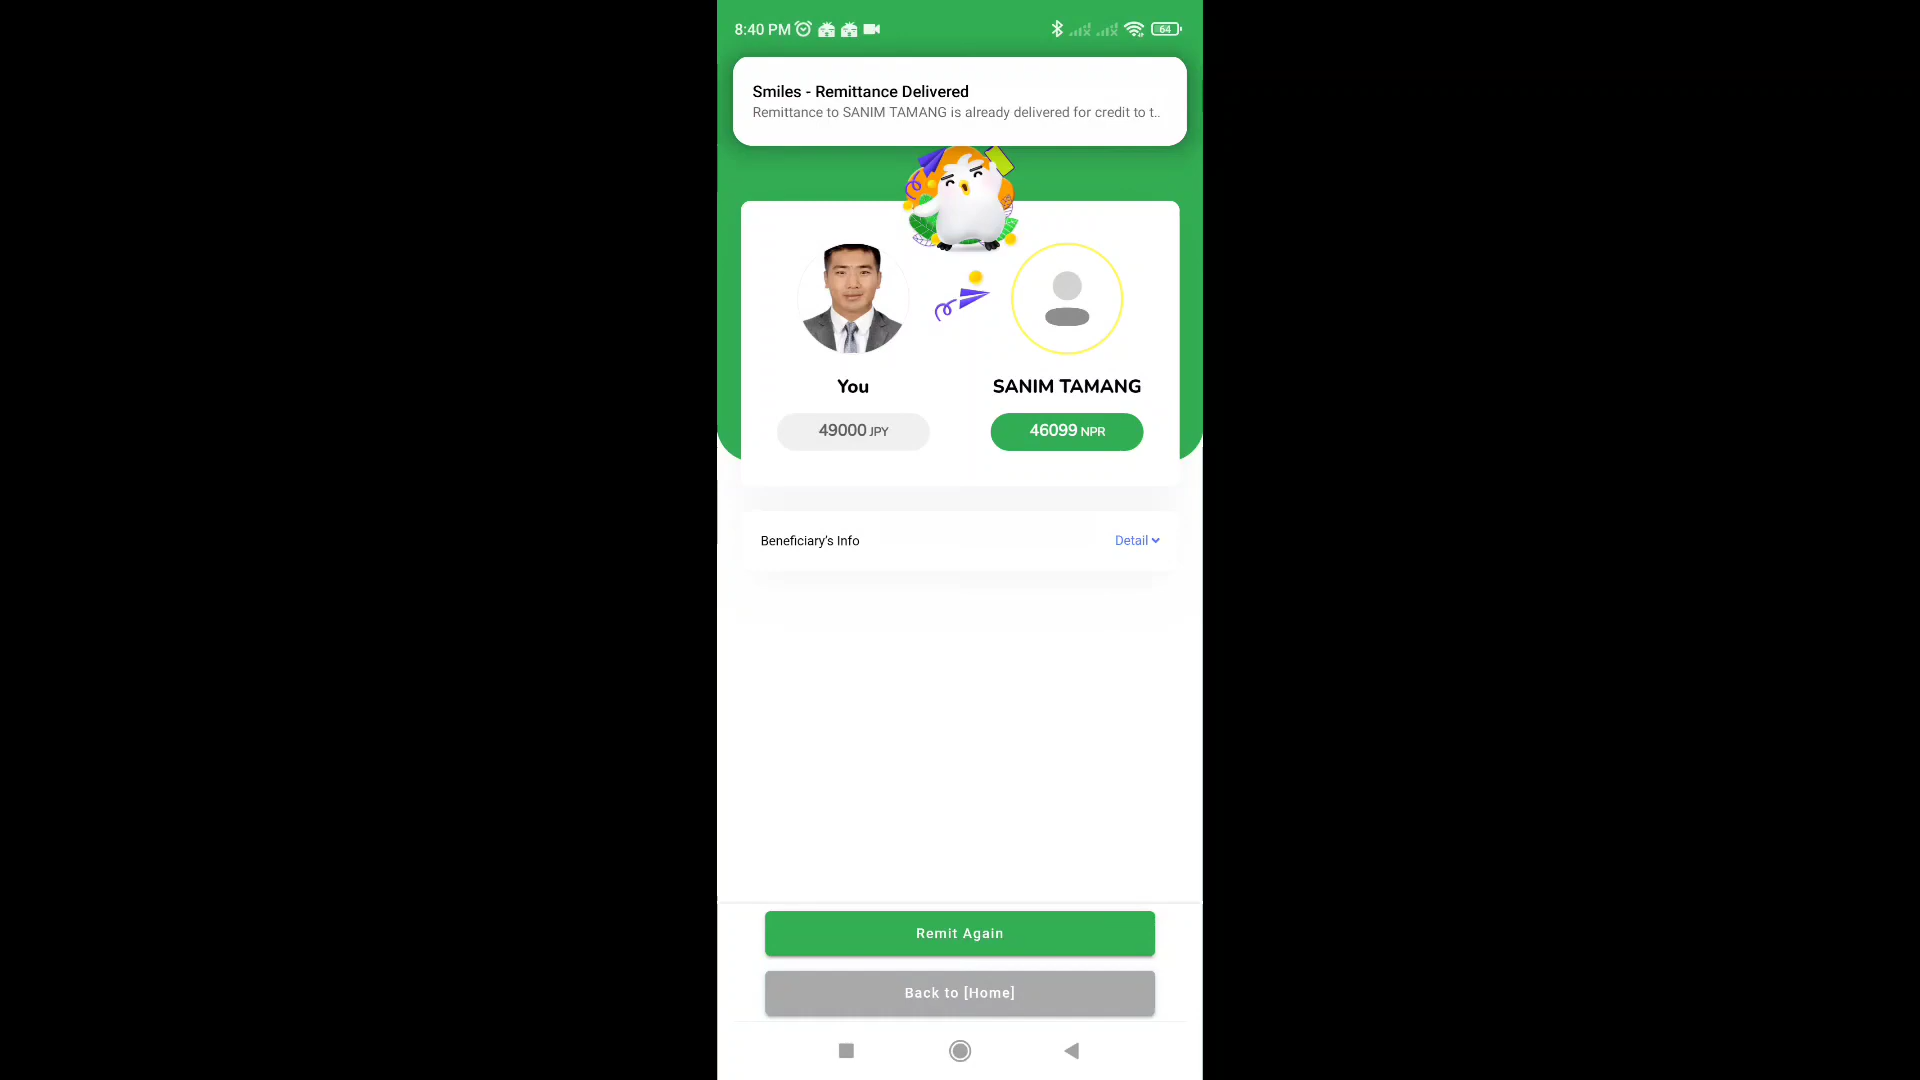 8:40 PM
64
Smiles - Remittance Delivered
Remittance to SANIM TAMANG is already delivered for credit to t..
You
SANIM TAMANG
49000 JPY
46099 NPR
Beneficiary's Info
Detail
Remit Again
Back to [Home]